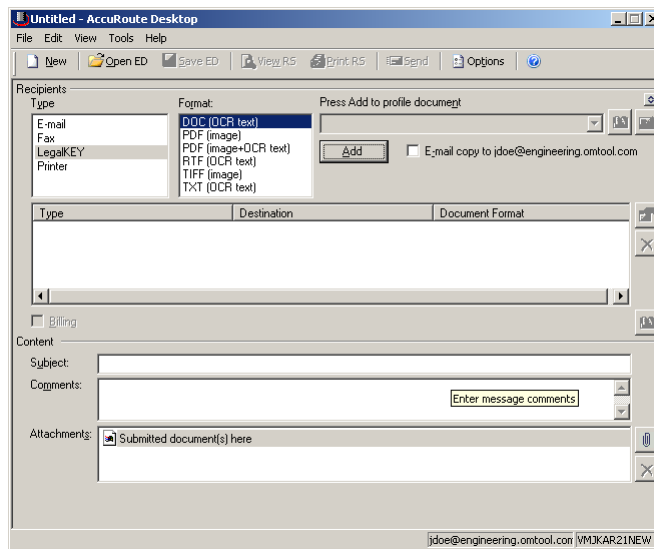 Untitled - AccuRoute Desktop
File Edit View Tools Help
New Open ED Save ED View RS Print RS Send Options
Recipients
Type Format: Press Add to profile document
E-mail
Fax
LegalKEY
Printer
DOC (OCR text)
PDF (image)
PDF (image+OCR text)
RTF (OCR text)
TIFF (image)
TXT (OCR text)
Add E-mail copy to jdoe@engineering.omtool.com
Type Destination Document Format
Billing
Content
Subject:
Comments:
Enter message comments
Attachments: Submitted document(s) here
jdoe@engineering.omtool.com VMJKAR21NEW